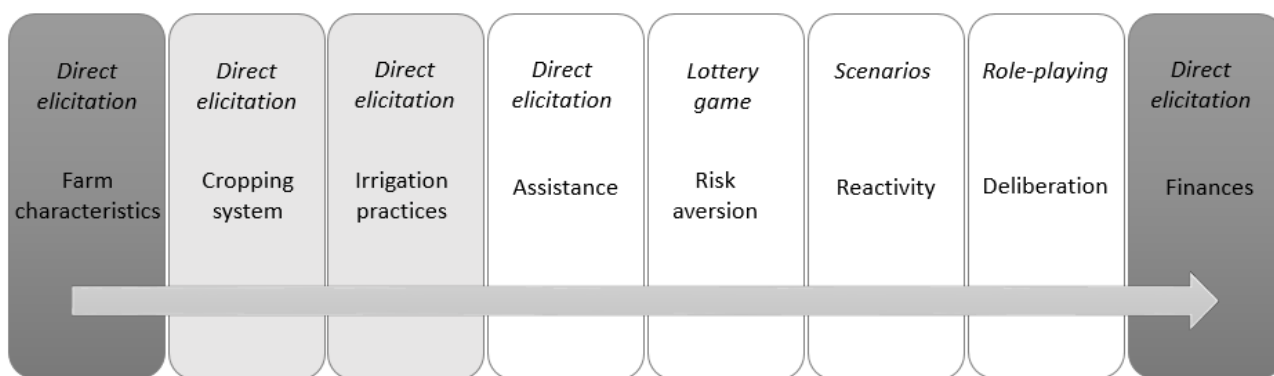 Direct
elicitation
Farm
characteristics
Direct
elicitation
Cropping
system
Direct
elicitation
Irrigation
practices
Direct
elicitation
Assistance
Lottery
game
Risk
aversion
Scenarios
Reactivity
Role-playing
Deliberation
Direct
elicitation
Finances